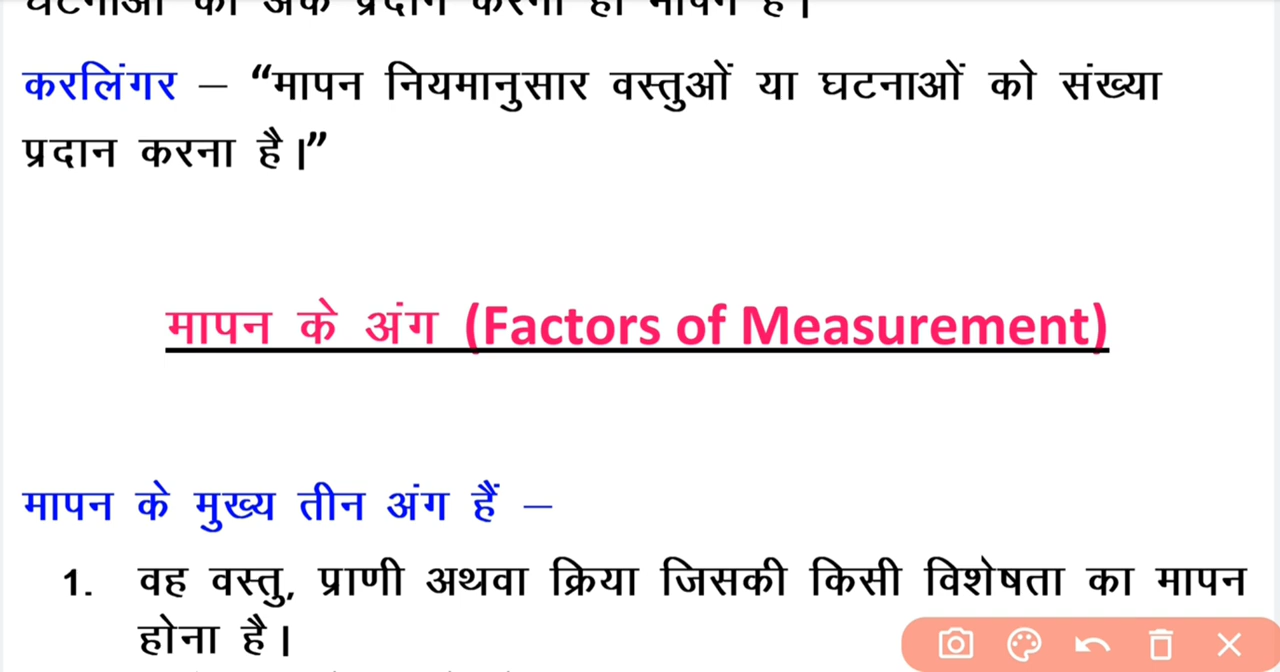 करलिंगर – “मापन नियमानुसार वस्तुओं या घटनाओं को संख्या
प्रदान करना है।”
मापन के अंग (Factors of Measurement)
मापन के मुख्य तीन अंग हैं –
1. वह वस्तु, प्राणी अथवा क्रिया जिसकी किसी विशेषता का मापन
होना है।